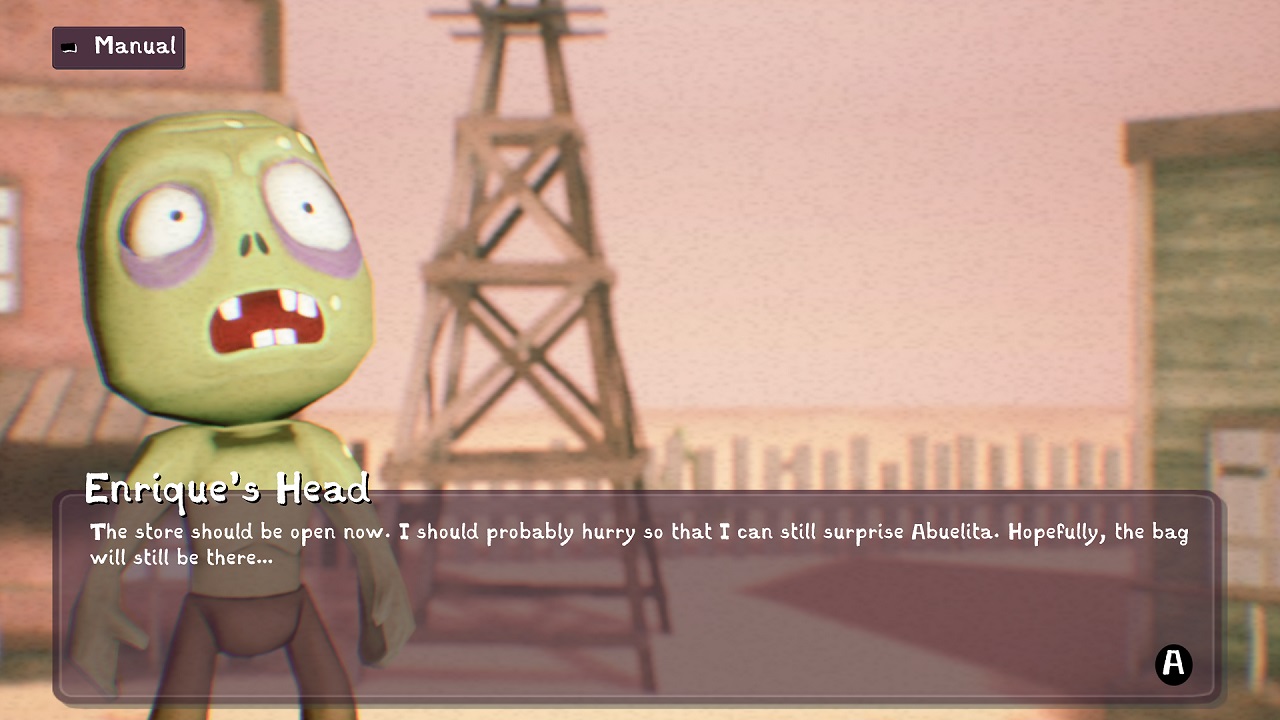 Manual
Enrique's Head
The store should be open now. I should probably hurry so that I can still surprise Abuelita. Hopefully, the bag
will still be there...
A